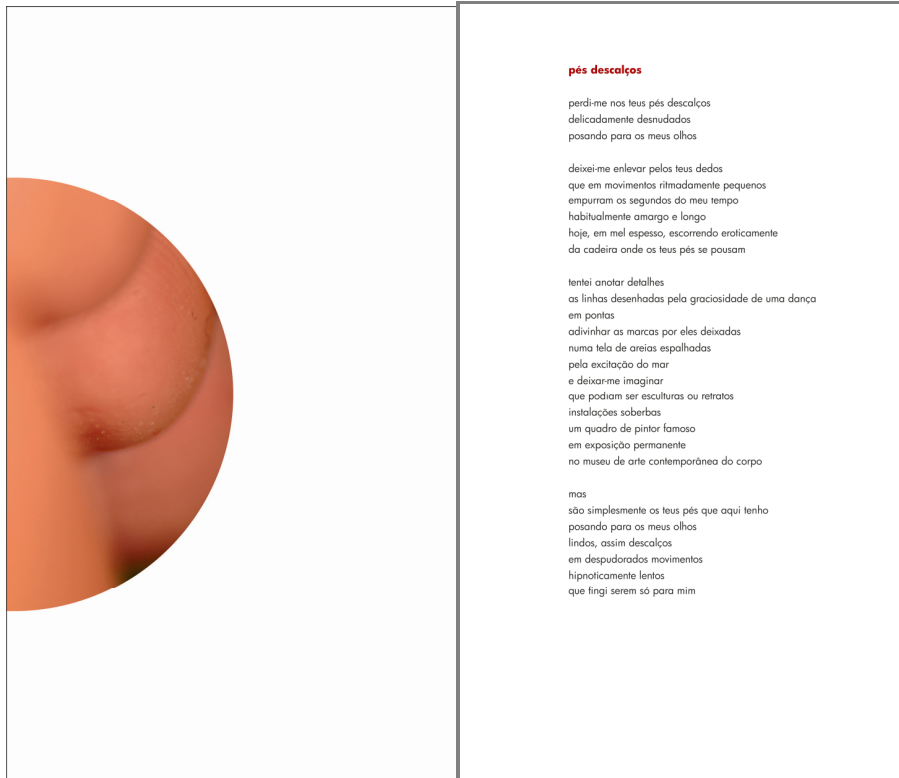 pés descalços
perdi-me nos teus pés descalços
delicadamente desnudados
posando para os meus olhos
deixei-me enlevar pelos teus dedos
que em movimentos ritmadamente pequenos
empurram os segundos do meu tempo
habitualmente amargo e longo
hoje, em mel espesso, escorrendo eroticamente
da cadeira onde os teus pés se pousam
tentei anotar detalhes
as linhas desenhadas pela graciosidade de uma dança
em pontas
adivinhar as marcas por eles deixadas
numa tela de areias espalhadas
pela excitação do mar
e deixar-me imaginar
que podiam ser esculturas ou retratos
instalações soberbas
um quadro de pintor famoso
em exposição permanente
no museu de arte contemporânea do corpo
mas
são simplesmente os teus pés que aqui tenho
posando para os meus olhos
lindos, assim descalços
em despudorados movimentos
hipnoticamente lentos
que fingi serem só para mim